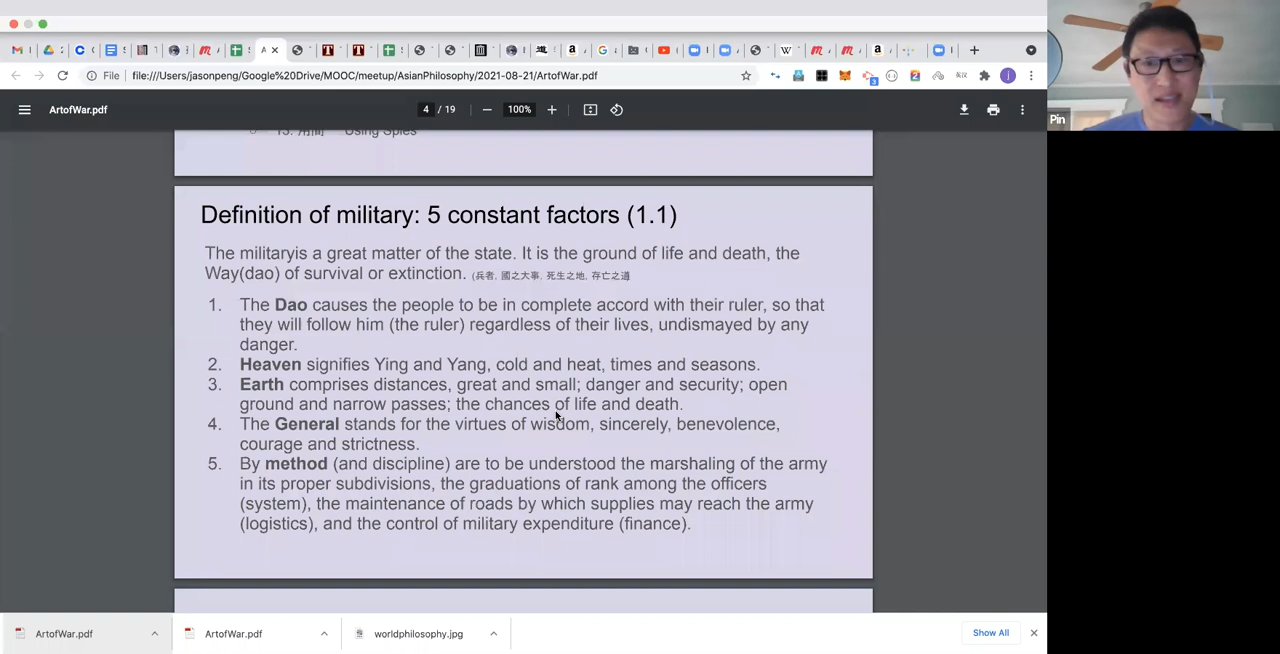 File
file:///Users/jasonpeng/Google%20Drive/MOOC/meetup/AsianPhilosophy/2021-08-21/ArtofWar.pdf
ArtofWar.pdf
4 / 19
100%
Pin
13. 用間 Using Spies
Definition of military: 5 constant factors (1.1)
The militaryis a great matter of the state. It is the ground of life and death, the
Way(dao) of survival or extinction. (兵者, 國之大事, 死生之地, 存亡之道
1. The Dao causes the people to be in complete accord with their ruler, so that
they will follow him (the ruler) regardless of their lives, undismayed by any
danger.
2. Heaven signifies Ying and Yang, cold and heat, times and seasons.
3. Earth comprises distances, great and small; danger and security; open
ground and narrow passes; the chances of life and death.
4. The General stands for the virtues of wisdom, sincerely, benevolence,
courage and strictness.
5. By method (and discipline) are to be understood the marshaling of the army
in its proper subdivisions, the graduations of rank among the officers
(system), the maintenance of roads by which supplies may reach the army
(logistics), and the control of military expenditure (finance).
ArtofWar.pdf
ArtofWar.pdf
worldphilosophy.jpg
Show All